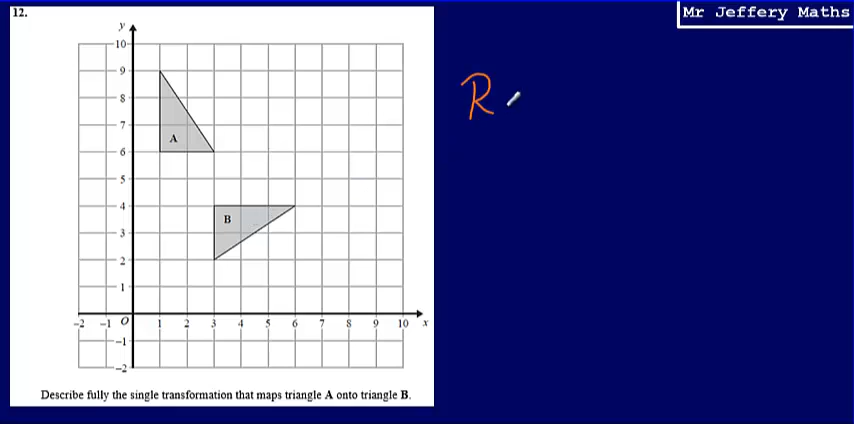 12.
Mr Jeffery Maths
y
10
9
8
7
6
5
4
3
2
1
A
B
R
-2 -1 O 1 2 3 4 5 6 7 8 9 10 x
-1
-2
Describe fully the single transformation that maps triangle A onto triangle B.